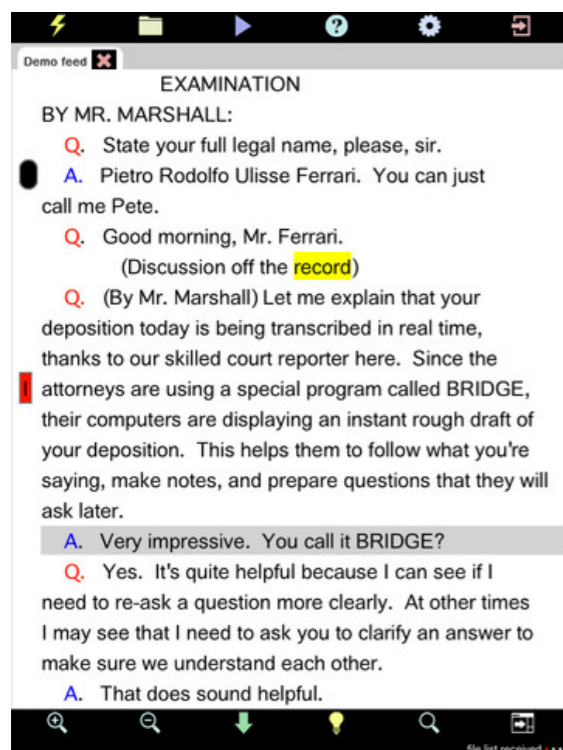 Demo feed
EXAMINATION
BY MR. MARSHALL:
Q. State your full legal name, please, sir.
A. Pietro Rodolfo Ulisse Ferrari. You can just
call me Pete.
Q. Good morning, Mr. Ferrari.
(Discussion off the record)
Q. (By Mr. Marshall) Let me explain that your
deposition today is being transcribed in real time,
thanks to our skilled court reporter here. Since the
I attorneys are using a special program called BRIDGE,
their computers are displaying an instant rough draft of
your deposition. This helps them to follow what you're
saying, make notes, and prepare questions that they will
ask later.
A. Very impressive. You call it BRIDGE?
Q. Yes. It's quite helpful because I can see if I
need to re-ask a question more clearly. At other times
I may see that I need to ask you to clarify an answer to
make sure we understand each other.
A. That does sound helpful.
file list received